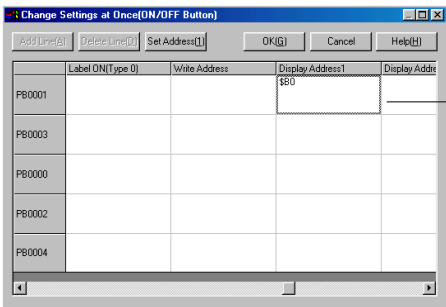 Change Settings at Once(ON/OFF Button)
Add Line(A) Delete Line(D) Set Address(1) OK(G) Cancel Help(H)
Label ON(Type 0) Write Address Display Address1 Display Addre
PB0001 $B0
PB0003
PB0000
PB0002
PB0004